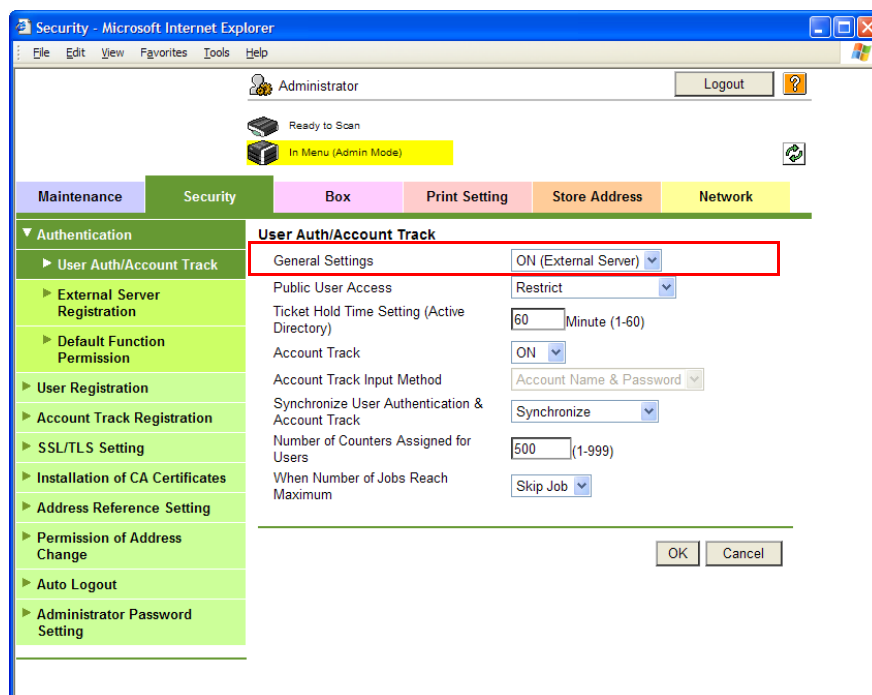 Security - Microsoft Internet Explorer
File Edit View Favorites Tools Help
Administrator
Logout
?
Ready to Scan
In Menu (Admin Mode)
Maintenance Security Box Print Setting Store Address Network
Authentication
User Auth/Account Track
External Server
Registration
Default Function
Permission
User Registration
Account Track Registration
SSL/TLS Setting
Installation of CA Certificates
Address Reference Setting
Permission of Address
Change
Auto Logout
Administrator Password
Setting
User Auth/Account Track
General Settings ON (External Server)
Public User Access Restrict
Ticket Hold Time Setting (Active
Directory) 60 Minute (1-60)
Account Track ON
Account Track Input Method Account Name & Password
Synchronize User Authentication &
Account Track Synchronize
Number of Counters Assigned for
Users 500 (1-999)
When Number of Jobs Reach
Maximum Skip Job
OK Cancel